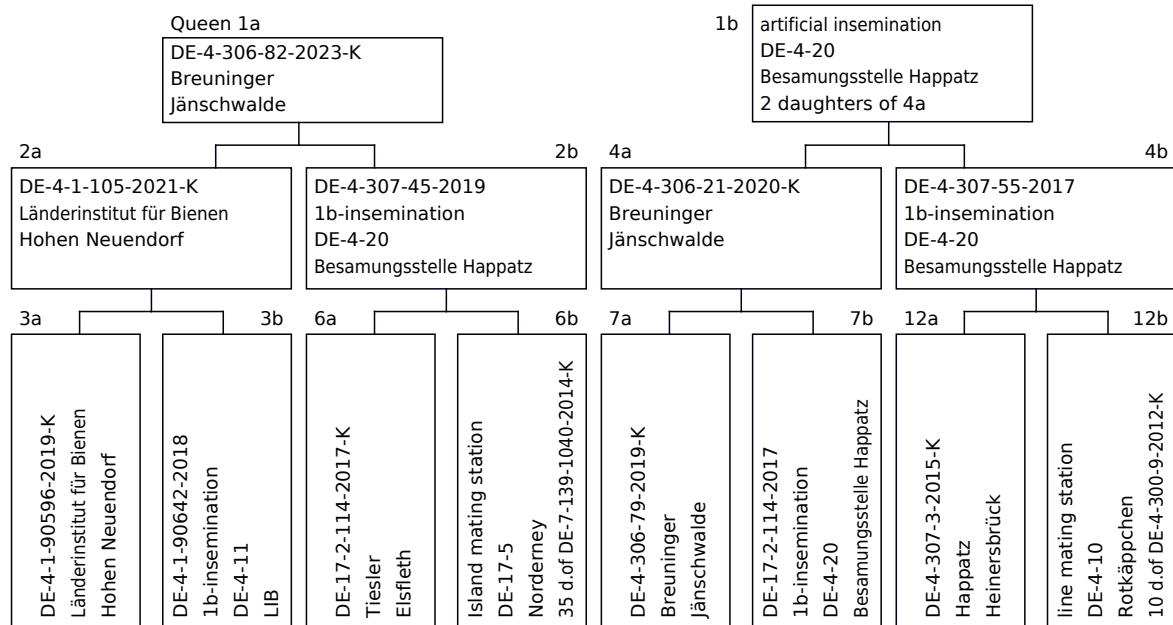 Queen 1a
DE-4-306-82-2023-K
Breuninger
Jänschwalde
1b
artificial insemination
DE-4-20
Besamungsstelle Happatz
2 daughters of 4a
2a
DE-4-1-105-2021-K
Länderinstitut für Bienen
Hohen Neuendorf
2b
DE-4-307-45-2019
1b-insemination
DE-4-20
Besamungsstelle Happatz
4a
DE-4-306-21-2020-K
Breuninger
Jänschwalde
4b
DE-4-307-55-2017
1b-insemination
DE-4-20
Besamungsstelle Happatz
3a
DE-4-1-90596-2019-K
Länderinstitut für Bienen
Hohen Neuendorf
3b
DE-4-1-90642-2018
1b-insemination
DE-4-11
LIB
6a
DE-17-2-114-2017-K
Tiesler
Elsfleth
6b
Island mating station
DE-17-5
Norderney
35 d.of DE-7-139-1040-2014-K
7a
DE-4-306-79-2019-K
Breuninger
Jänschwalde
7b
DE-17-2-114-2017
1b-insemination
DE-4-20
Besamungsstelle Happatz
12a
DE-4-307-3-2015-K
Happatz
Heinersbrück
12b
line mating station
DE-4-10
Rotkäppchen
10 d.of DE-4-300-9-2012-K